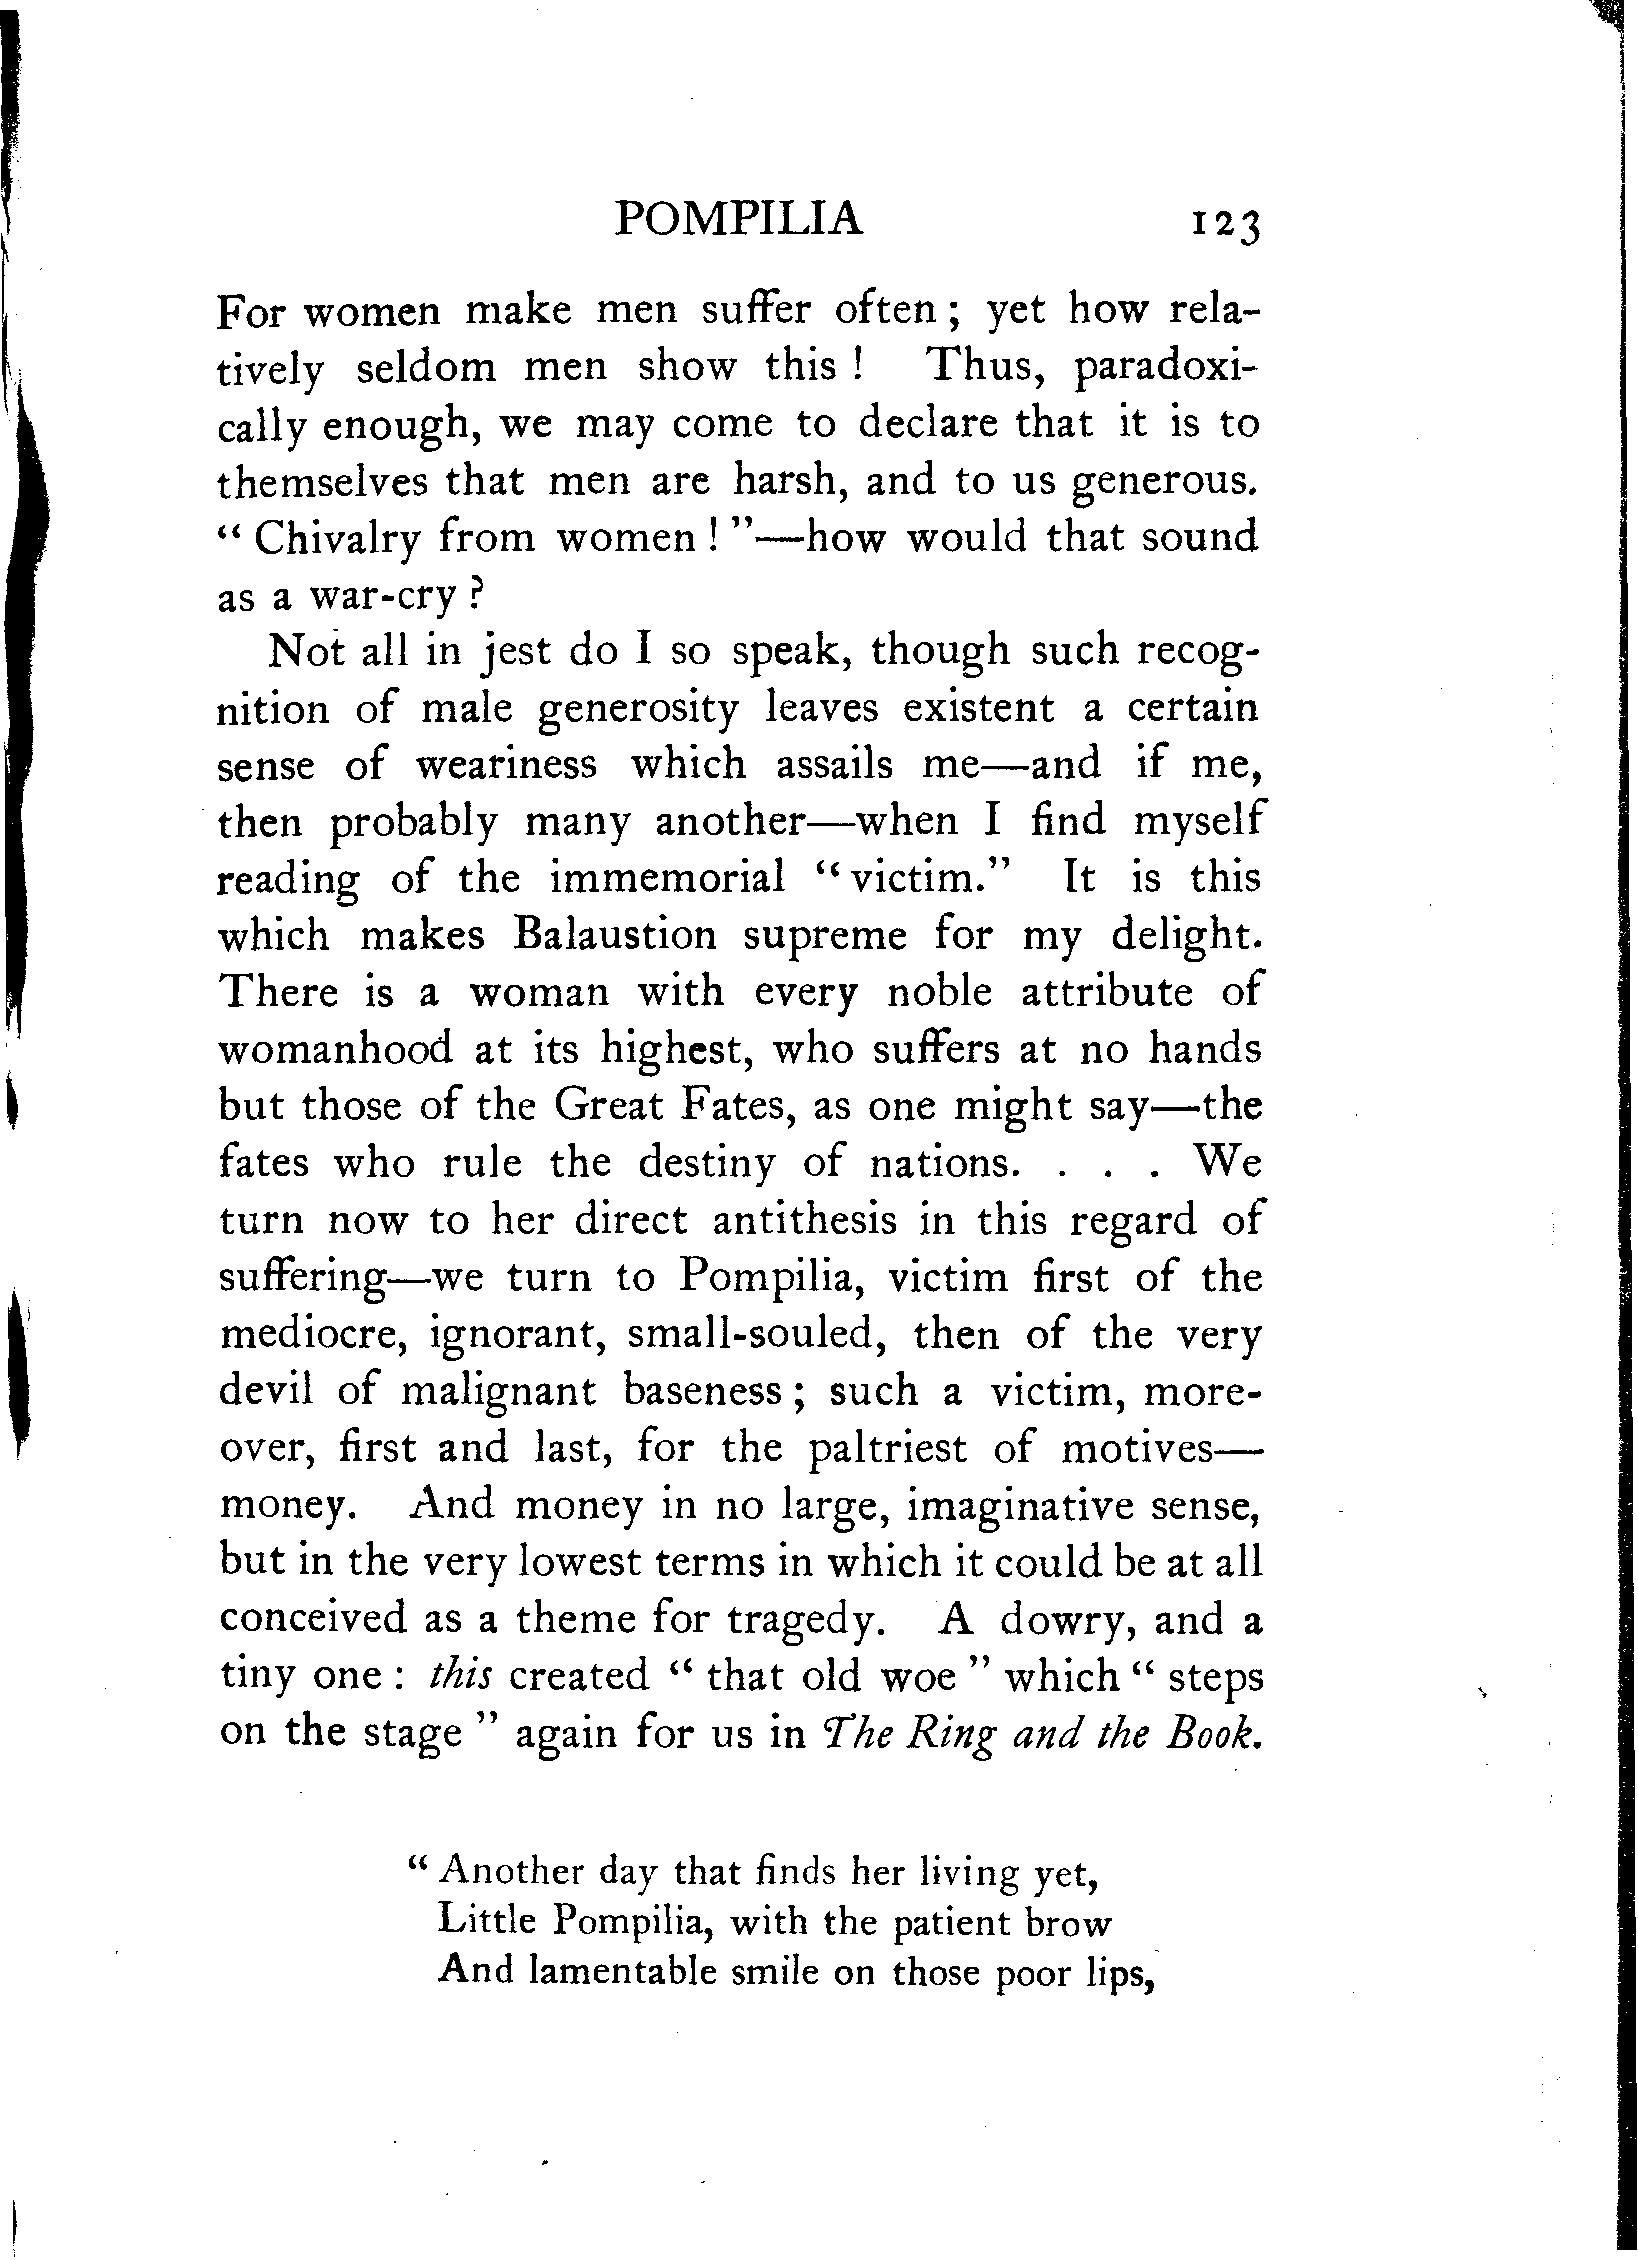 POMPILIA 123
For women make men suffer often ; yet how rela-
tively seldom men show this ! Thus, paradoxi-
cally enough, we may come to declare that it is to
themselves that men are harsh, and to us generous.
“ Chivalry from women ! ”—how would that sound
as a war-cry ?
Not all in jest do I so speak, though such recog-
nition of male generosity leaves existent a certain
sense of weariness which assails me—and if me,
then probably many another—when I find myself
reading of the immemorial “ victim.” It is this
which makes Balaustion supreme for my delight.
There is a woman with every noble attribute of
womanhood at its highest, who suffers at no hands
but those of the Great Fates, as one might say—the
fates who rule the destiny of nations. . . . We
turn now to her direct antithesis in this regard of
suffering—we turn to Pompilia, victim first of the
mediocre, ignorant, small-souled, then of the very
devil of malignant baseness ; such a victim, more-
over, first and last, for the paltriest of motives—
money. And money in no large, imaginative sense,
but in the very lowest terms in which it could be at all
conceived as a theme for tragedy. A dowry, and a
tiny one : this created “ that old woe ” which “ steps
on the stage ” again for us in The Ring and the Book.
“ Another day that finds her living yet,
Little Pompilia, with the patient brow
And lamentable smile on those poor lips,